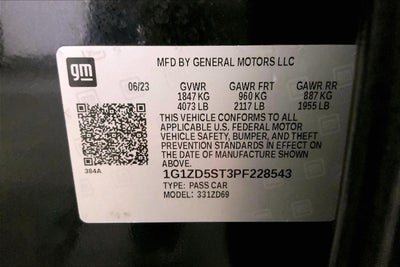 gm
MFD BY GENERAL MOTORS LLC
06/23 GVWR GAWR FRT GAWR RR
1847 KG 960 KG 887 KG
4073 LB 2117 LB 1955 LB
THIS VEHICLE CONFORMS TO ALL
APPLICABLE U.S. FEDERAL MOTOR
VEHICLE SAFETY, BUMPER, AND THEFT
PREVENTION STANDARDS IN EFFECT ON
THE DATE OF MANUFACTURE SHOWN ABOVE.
384A
1G1ZD5ST3PF228543
TYPE: PASS CAR
MODEL: 331ZD69